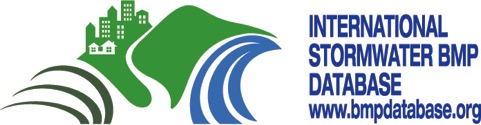 INTERNATIONAL
STORMWATER BMP
DATABASE
www.bmpdatabase.org